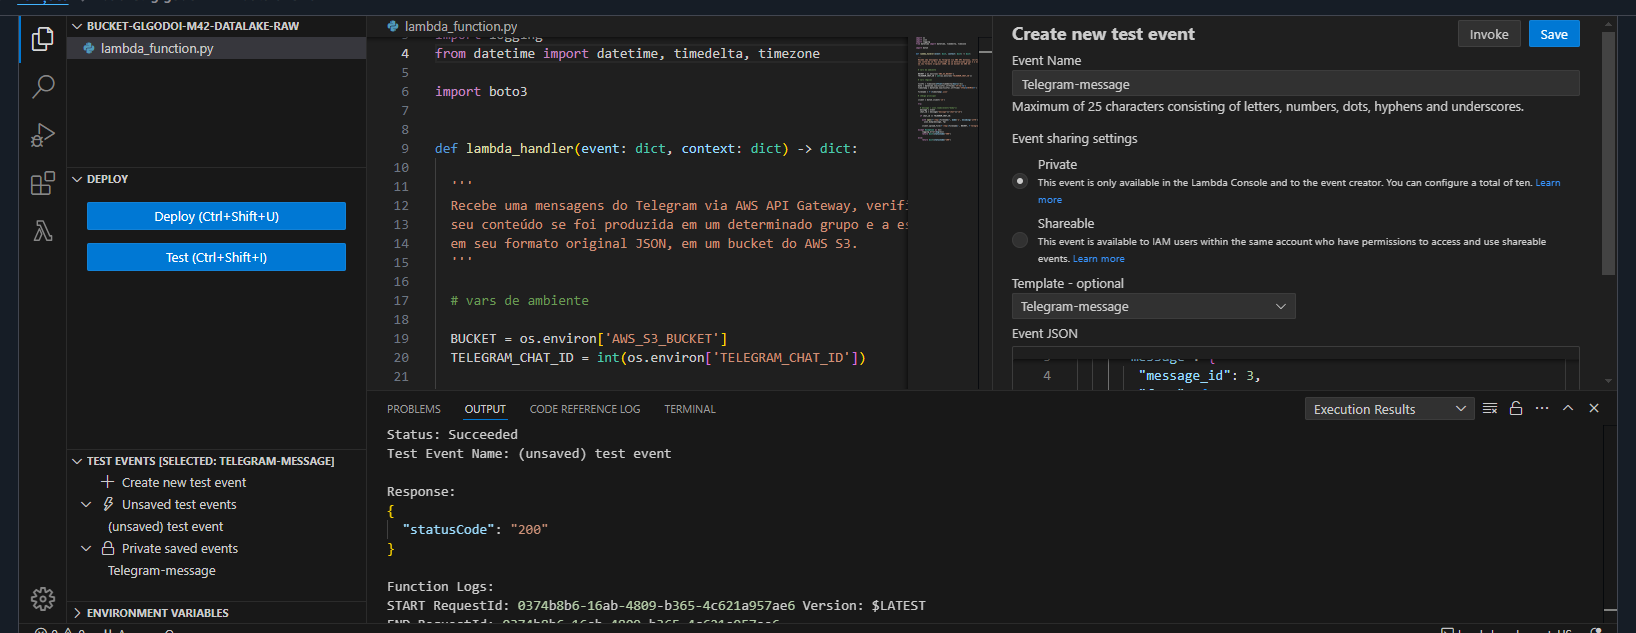 BUCKET-GLGODOI-M42-DATALAKE-RAW
lambda_function.py
DEPLOY
Deploy (Ctrl+Shift+U)
Test (Ctrl+Shift+I)
TEST EVENTS [SELECTED: TELEGRAM-MESSAGE]
Create new test event
Unsaved test events
(unsaved) test event
Private saved events
Telegram-message
ENVIRONMENT VARIABLES
lambda_function.py
import logging
4 from datetime import datetime, timedelta, timezone
5
6 import boto3
7
8
9 def lambda_handler(event: dict, context: dict) -> dict:
10
11 '''
12 Recebe uma mensagens do Telegram via AWS API Gateway, verifi
13 seu conteúdo se foi produzida em um determinado grupo e a es
14 em seu formato original JSON, em um bucket do AWS S3.
15 '''
16
17 # vars de ambiente
18
19 BUCKET = os.environ['AWS_S3_BUCKET']
20 TELEGRAM_CHAT_ID = int(os.environ['TELEGRAM_CHAT_ID'])
21
Create new test event
Invoke
Save
Event Name
Telegram-message
Maximum of 25 characters consisting of letters, numbers, dots, hyphens and underscores.
Event sharing settings
Private
This event is only available in the Lambda Console and to the event creator. You can configure a total of ten. Learn
more
Shareable
This event is available to IAM users within the same account who have permissions to access and use shareable
events. Learn more
Template - optional
Telegram-message
Event JSON
4 "message_id": 3,
PROBLEMS OUTPUT CODE REFERENCE LOG TERMINAL
Execution Results
Status: Succeeded
Test Event Name: (unsaved) test event
Response:
{
"statusCode": "200"
}
Function Logs:
START RequestId: 0374b8b6-16ab-4809-b365-4c621a957ae6 Version: $LATEST
END RequestId: 0374b8b6-16ab-4809-b365-4c621a957ae6